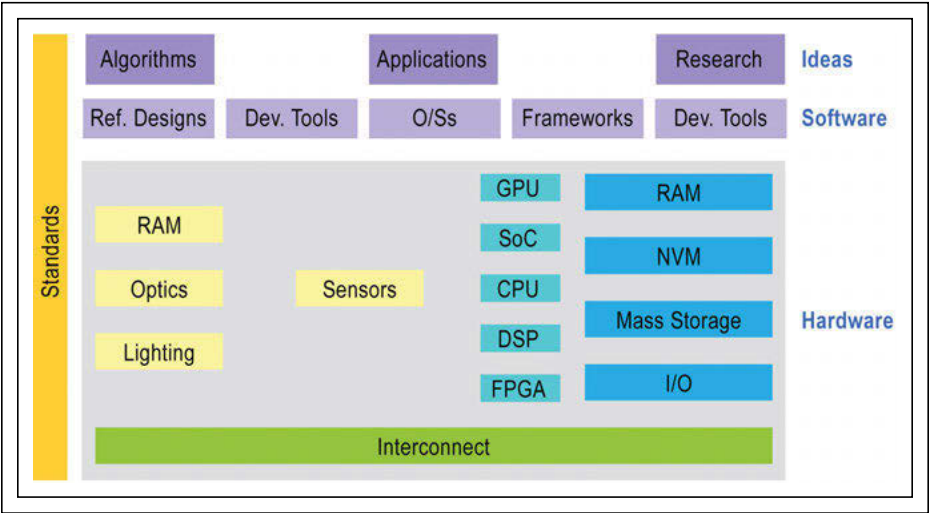 Standards
Algorithms
Applications
Research
Ideas
Ref. Designs
Dev. Tools
O/Ss
Frameworks
Dev. Tools
Software
RAM
Optics
Lighting
Sensors
GPU
SoC
CPU
DSP
FPGA
RAM
NVM
Mass Storage
I/O
Hardware
Interconnect